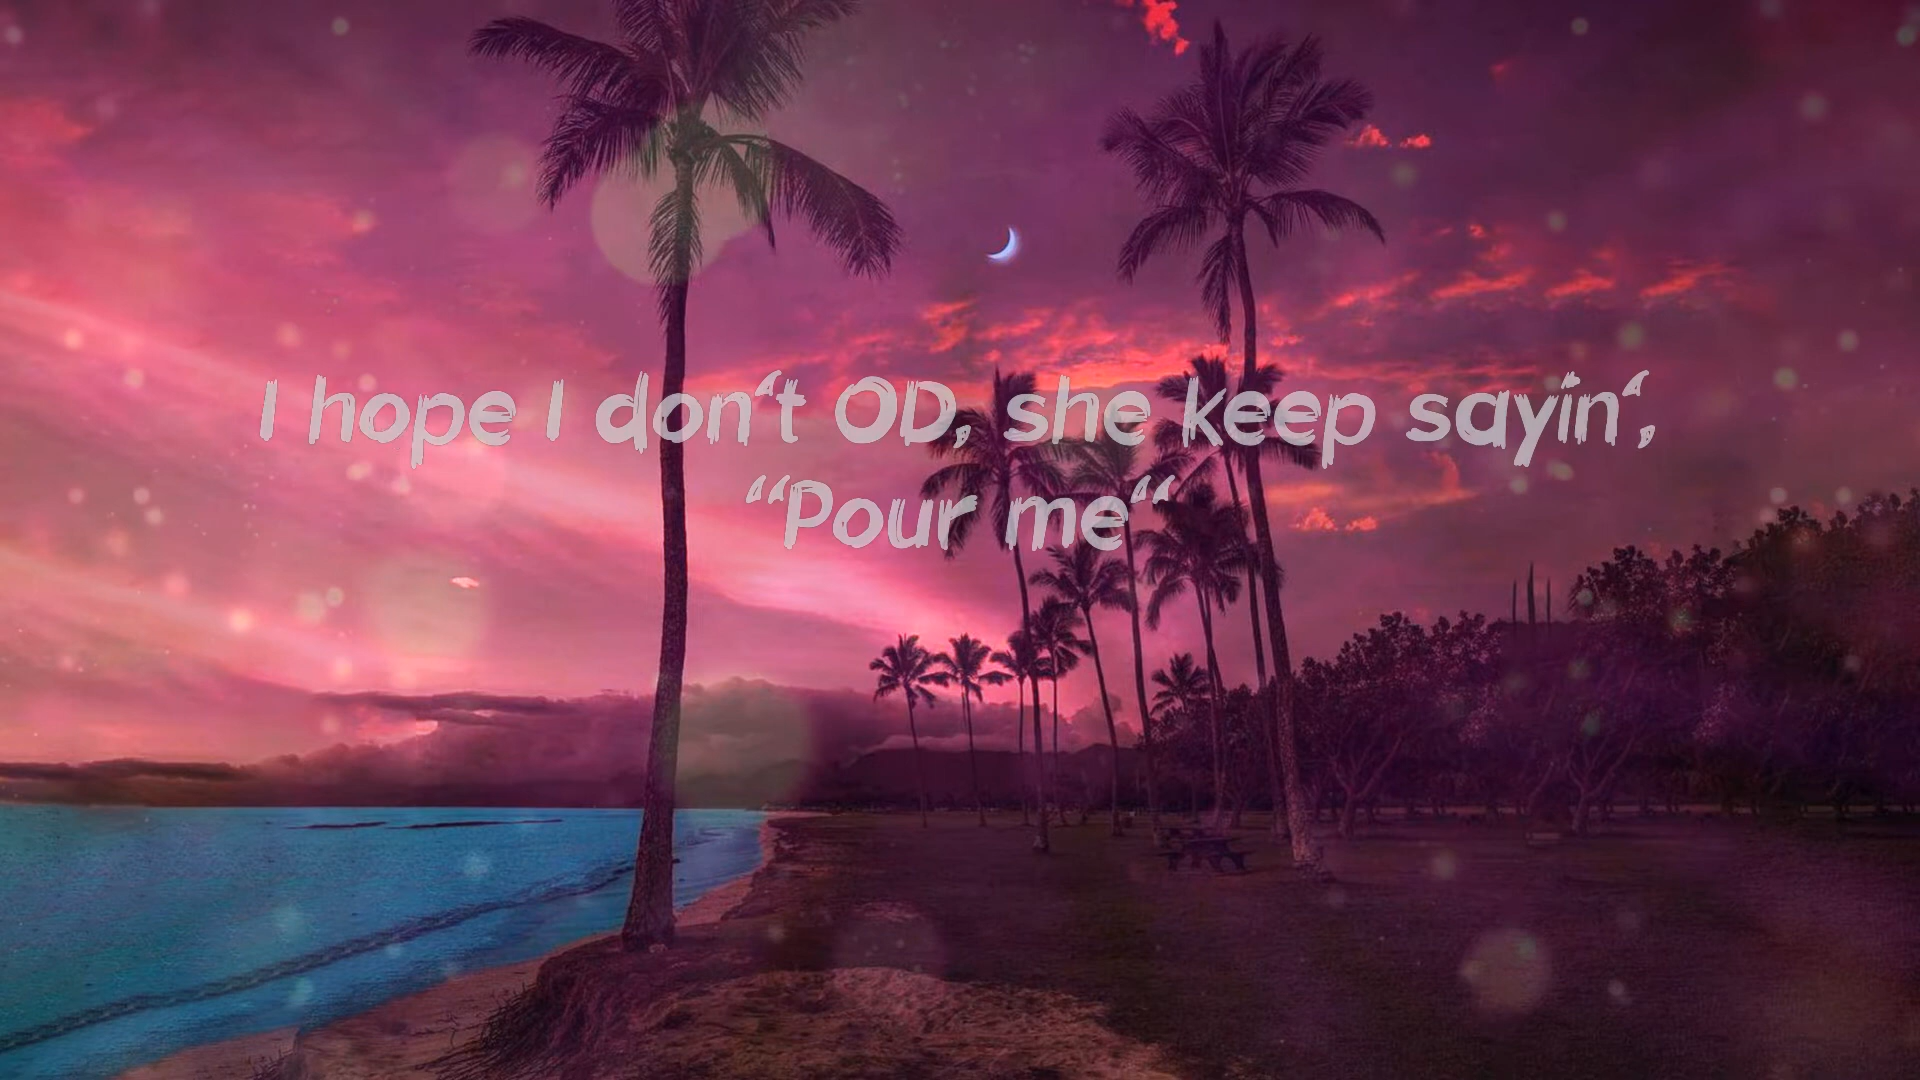 I hope I don‘t OD, she keep sayin‘,
“Pour me“